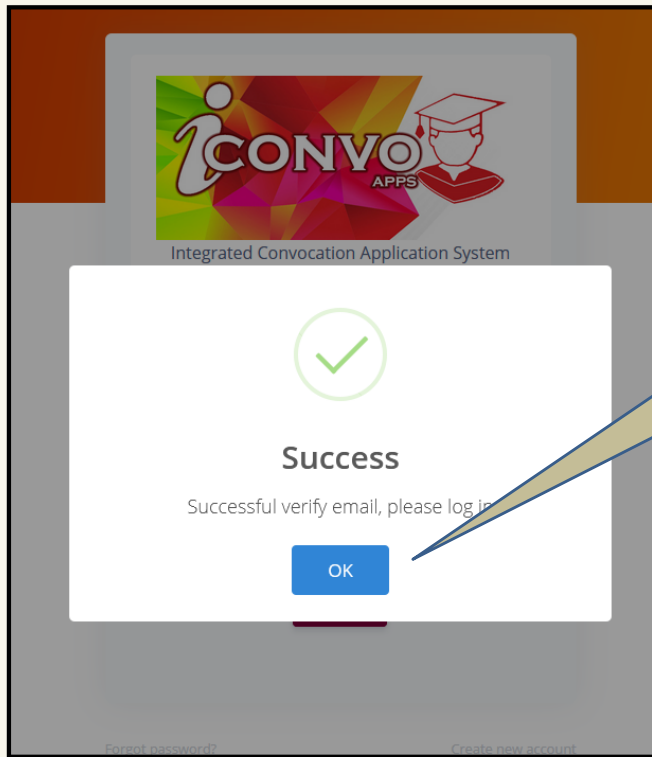 iCONVO
APPS
Integrated Convocation Application System
Success
Successful verify email, please log in
OK
Forgot password?
Create new account